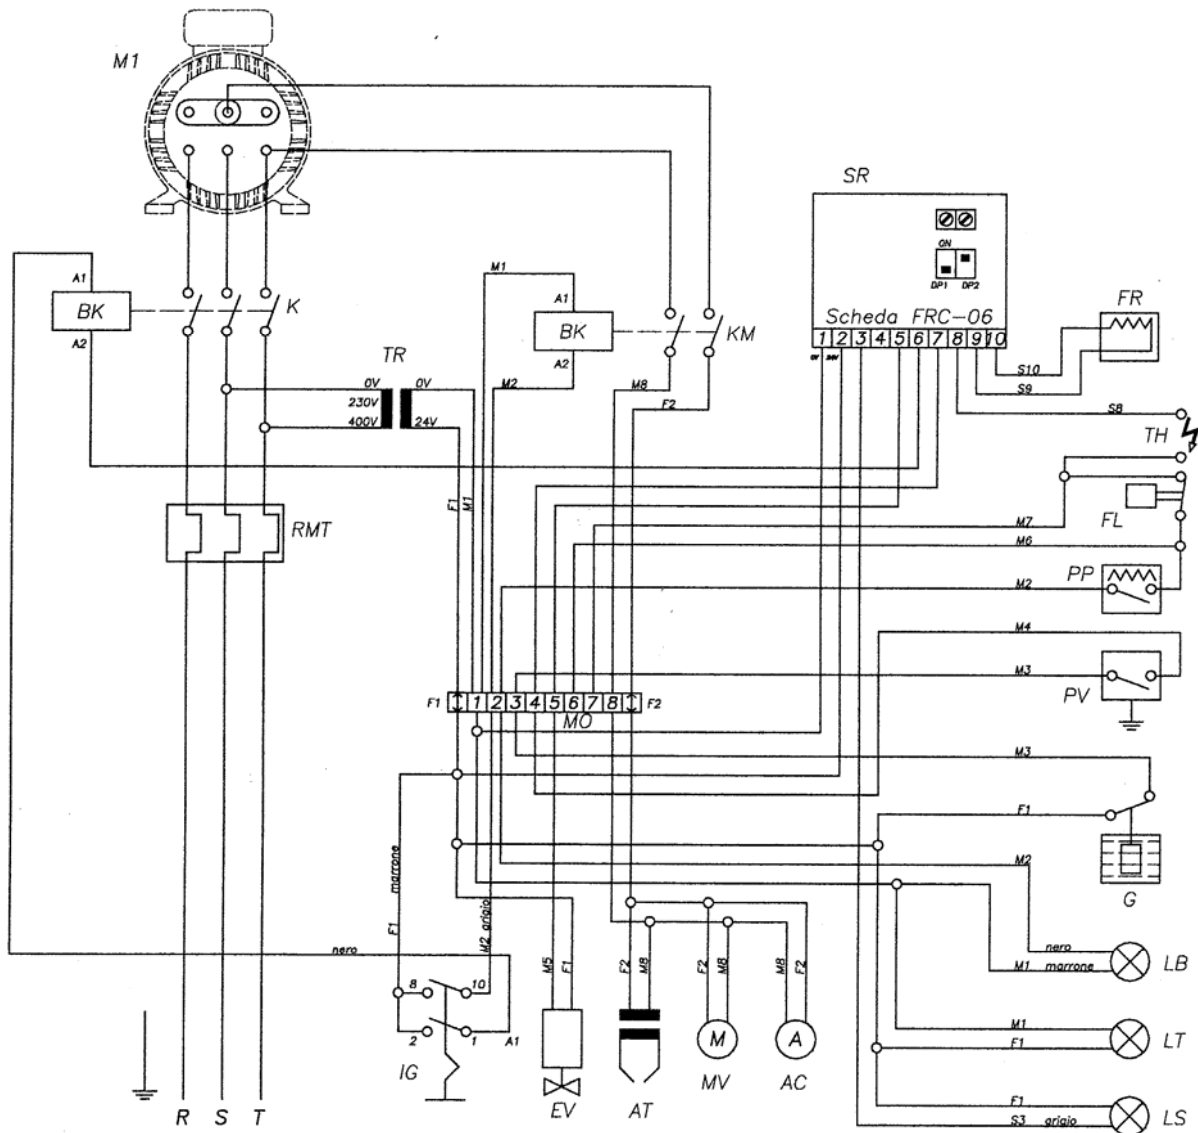 M1
SR
ON
DP1 DP2
Scheda FRC-06
1 2 3 4 5 6 7 8 9 10
0V 24V
FR
S10
S9
S8
TH
A1
BK
A2
K
M1
A1
BK
A2
M2
KM
TR
0V 0V
230V
400V 24V
M8
F2
F1
M1
RMT
M7
FL
M6
PP
M2
M4
M3
PV
F1 1 2 3 4 5 6 7 8 F2
MO
M3
F1
M2
G
F1 marrone
M2 grigio
nero
nero
M1 marrone
LB
M5
F1
F2
M8
F2
M8
M8
F2
8 10
2 1 A1
IG
EV
AT
M
MV
A
AC
M1
F1
LT
F1
S3 grigio
LS
R S T